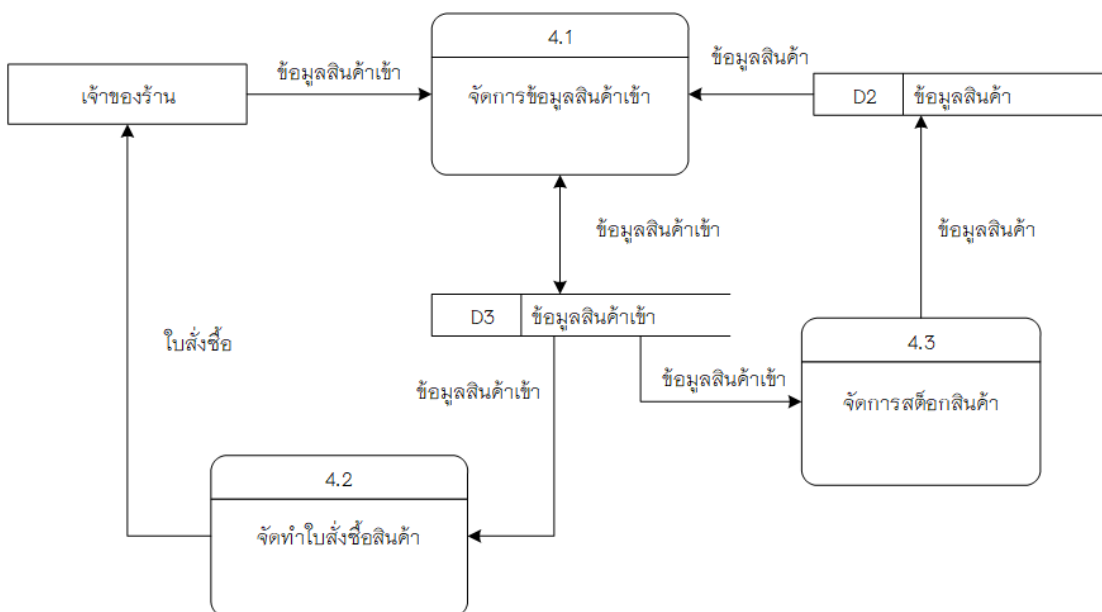 4.1
ข้อมูลสินค้า
ข้อมูลสินค้าเข้า
เจ้าของร้าน
จัดการข้อมูลสินค้าเข้า
D2 ข้อมูลสินค้า
ข้อมูลสินค้าเข้า
ข้อมูลสินค้า
D3 ข้อมูลสินค้าเข้า
ใบสั่งซื้อ
4.3
ข้อมูลสินค้าเข้า
ข้อมูลสินค้าเข้า
จัดการสต็อกสินค้า
4.2
จัดทำใบสั่งซื้อสินค้า